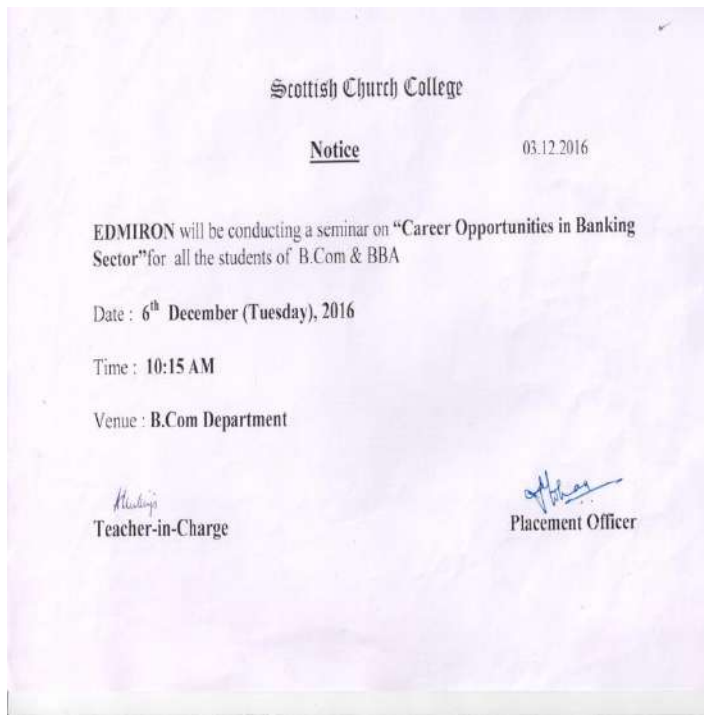 Scottish Church College
Notice 03.12.2016
EDMIRON will be conducting a seminar on “Career Opportunities in Banking
Sector”for all the students of B.Com & BBA
Date : 6th December (Tuesday), 2016
Time : 10:15 AM
Venue : B.Com Department
Teacher-in-Charge Placement Officer